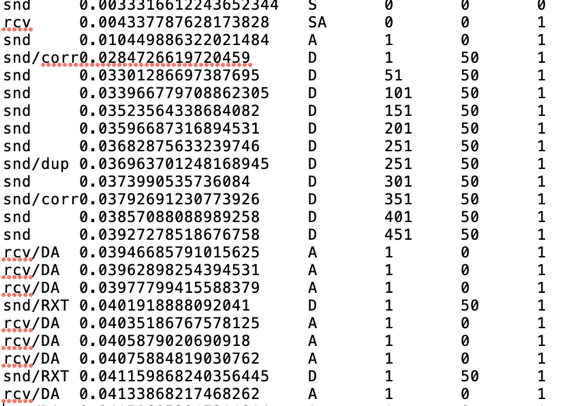 snd 0.0033316612243652344 S 0 0 0
rcv 0.004337787628173828 SA 0 0 1
snd 0.010449886322021484 A 1 0 1
snd/corr0.0284726619720459 D 1 50 1
snd 0.03301286697387695 D 51 50 1
snd 0.033966779708862305 D 101 50 1
snd 0.03523564338684082 D 151 50 1
snd 0.03596687316894531 D 201 50 1
snd 0.03682875633239746 D 251 50 1
snd/dup 0.036963701248168945 D 251 50 1
snd 0.0373990535736084 D 301 50 1
snd/corr0.03792691230773926 D 351 50 1
snd 0.03857088088989258 D 401 50 1
snd 0.03927278518676758 D 451 50 1
rcv/DA 0.03946685791015625 A 1 0 1
rcv/DA 0.03962898254394531 A 1 0 1
rcv/DA 0.03977799415588379 A 1 0 1
snd/RXT 0.0401918888092041 D 1 50 1
rcv/DA 0.04035186767578125 A 1 0 1
rcv/DA 0.0405879020690918 A 1 0 1
rcv/DA 0.04075884819030762 A 1 0 1
snd/RXT 0.041159868240356445 D 1 50 1
rcv/DA 0.04133868217468262 A 1 0 1